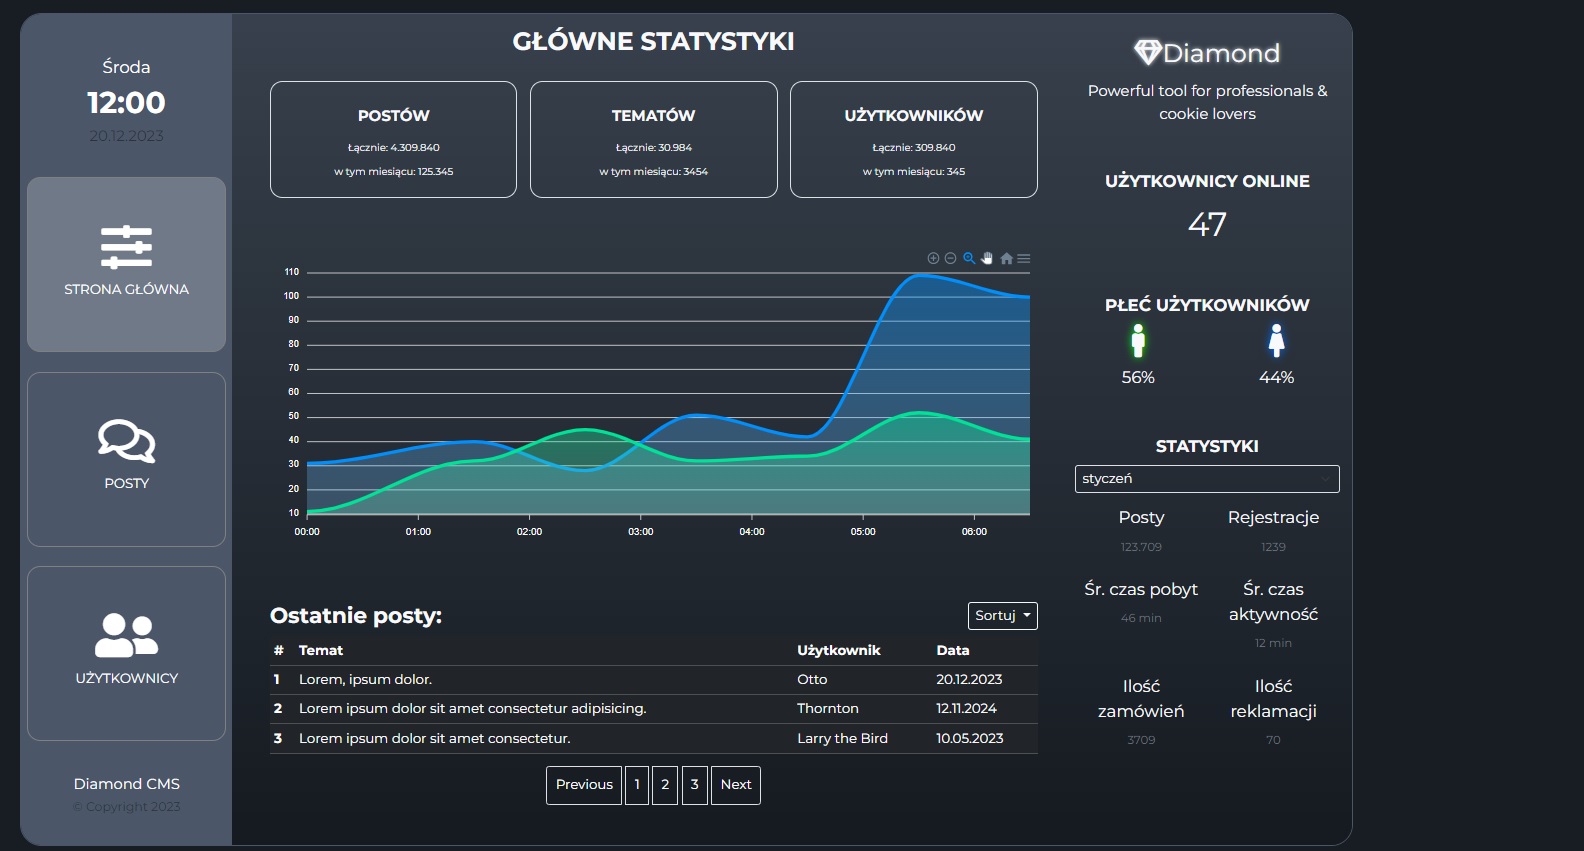 Środa
12:00
20.12.2023
STRONA GŁÓWNA
POSTY
UŻYTKOWNICY
Diamond CMS
© Copyright 2023
GŁÓWNE STATYSTYKI
POSTÓW
Łącznie: 4.309.840
w tym miesiącu: 125.345
TEMATÓW
Łącznie: 30.984
w tym miesiącu: 3454
UŻYTKOWNIKÓW
Łącznie: 309.840
w tym miesiącu: 345
110
100
90
80
70
60
50
40
30
20
10
00:00 01:00 02:00 03:00 04:00 05:00 06:00
Ostatnie posty:
Sortuj
# Temat Użytkownik Data
1 Lorem, ipsum dolor. Otto 20.12.2023
2 Lorem ipsum dolor sit amet consectetur adipisicing. Thornton 12.11.2024
3 Lorem ipsum dolor sit amet consectetur. Larry the Bird 10.05.2023
Previous 1 2 3 Next
Diamond
Powerful tool for professionals &
cookie lovers
UŻYTKOWNICY ONLINE
47
PŁEĆ UŻYTKOWNIKÓW
56% 44%
STATYSTYKI
styczeń
Posty
123.709
Rejestracje
1239
Śr. czas pobyt
46 min
Śr. czas
aktywność
12 min
Ilość
zamówień
3709
Ilość
reklamacji
70